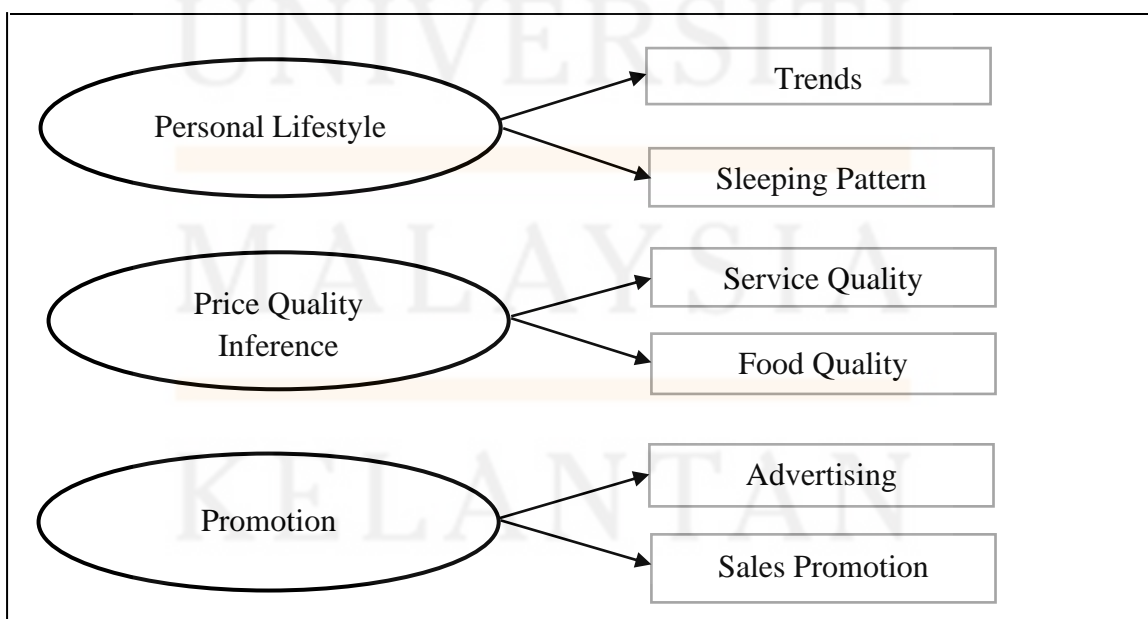 UNIVERSITI
Trends
Personal Lifestyle
Sleeping Pattern
MALAYSIA
Service Quality
Price Quality
Inference
Food Quality
KELANTAN
Advertising
Promotion
Sales Promotion